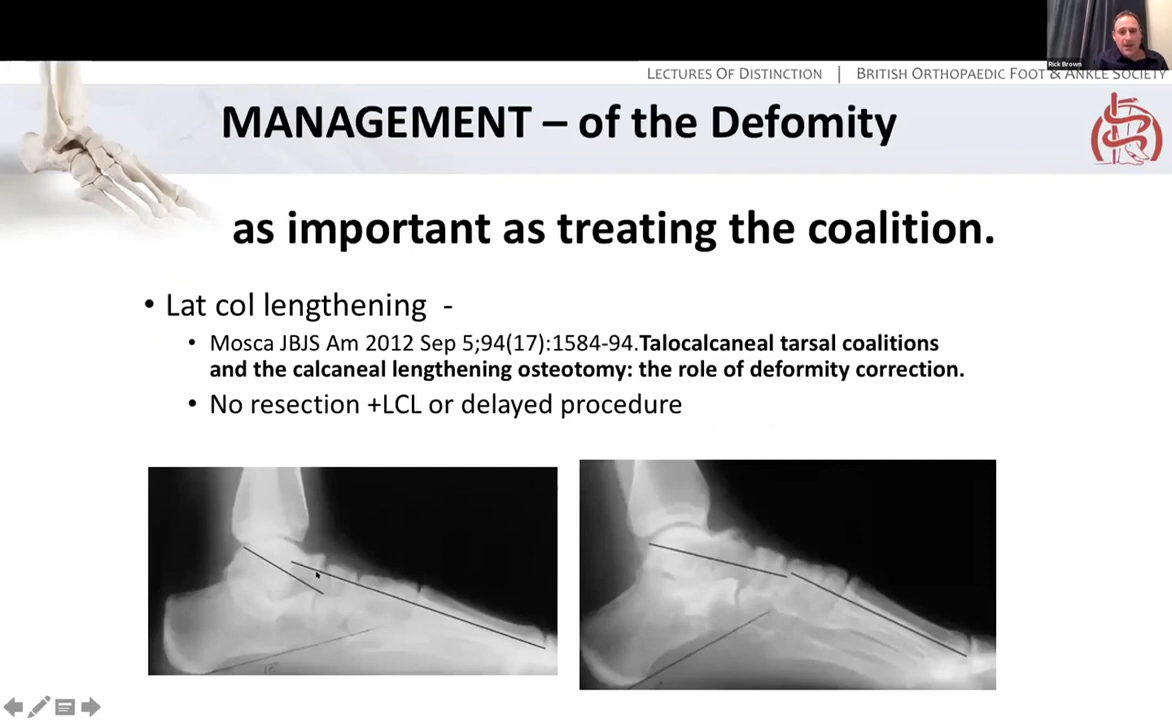 Rick Brown
LECTURES OF DISTINCTION | BRITISH ORTHOPAEDIC FOOT & ANKLE SOCIETY
MANAGEMENT – of the Defomity
as important as treating the coalition.
• Lat col lengthening -
• Mosca JBJS Am 2012 Sep 5;94(17):1584-94.Talocalcaneal tarsal coalitions
and the calcaneal lengthening osteotomy: the role of deformity correction.
• No resection +LCL or delayed procedure